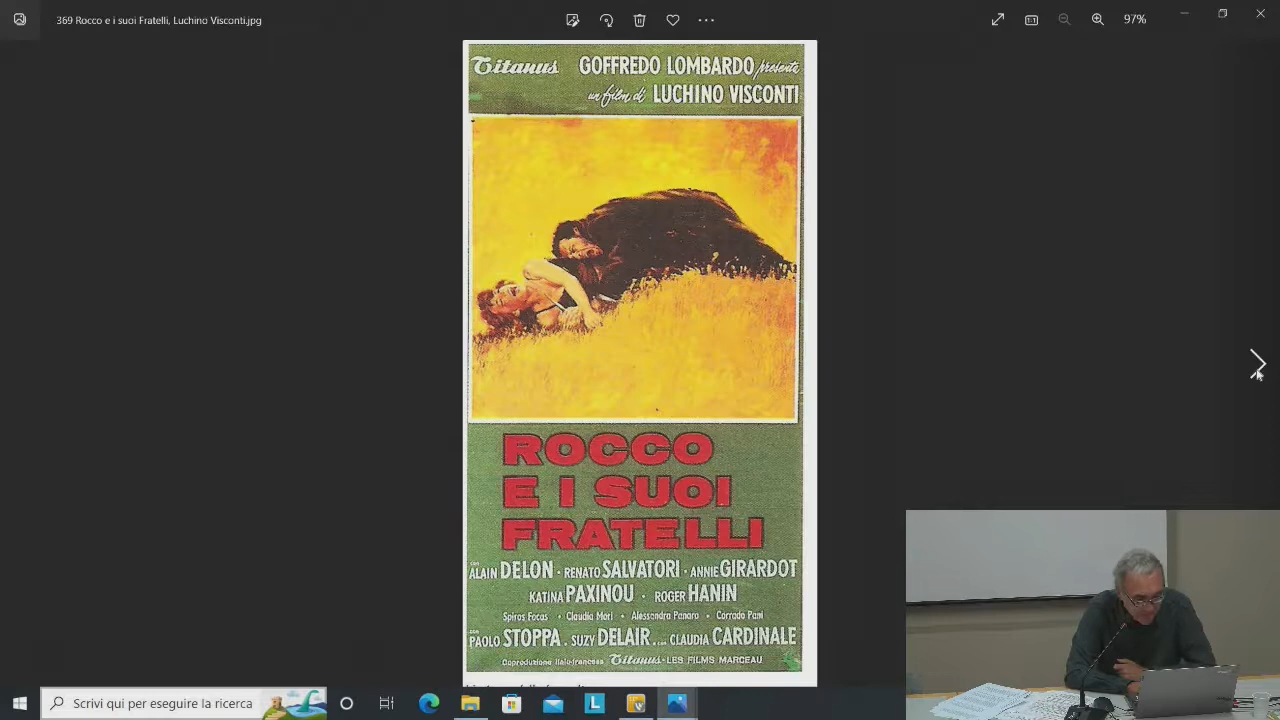 369 Rocco e i suoi Fratelli, Luchino Visconti.jpg
97%
Titanus GOFFREDO LOMBARDO presenta
un film di LUCHINO VISCONTI
ROCCO
E I SUOI
FRATELLI
con ALAIN DELON · RENATO SALVATORI · ANNIE GIRARDOT
KATINA PAXINOU · ROGER HANIN
Spiros Focas · Claudia Mori · Alessandra Panaro · Corrado Pani
con PAOLO STOPPA · SUZY DELAIR · con CLAUDIA CARDINALE
Coproduzione Italo-francese Titanus - LES FILMS MARCEAU
Scrivi qui per eseguire la ricerca